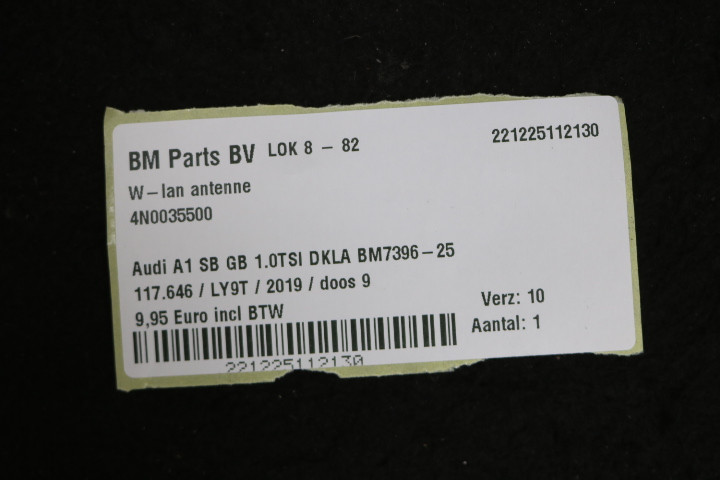 BM Parts BV LOK 8 - 82 221225112130
W-lan antenne
4N0035500
Audi A1 SB GB 1.0TSI DKLA BM7396-25
117.646 / LY9T / 2019 / doos 9
9,95 Euro incl BTW
Verz: 10
Aantal: 1
221225112130